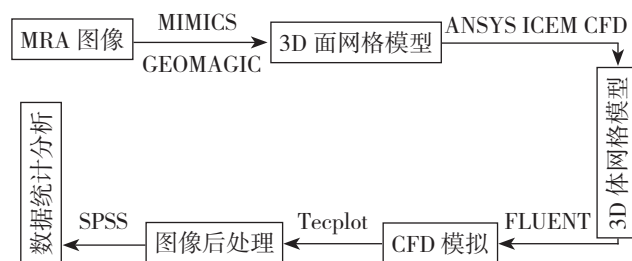 MRA 图像
MIMICS
GEOMAGIC
3D 面网格模型
ANSYS ICEM CFD
3D 体网格模型
FLUENT
CFD 模拟
Tecplot
图像后处理
SPSS
数据统计分析